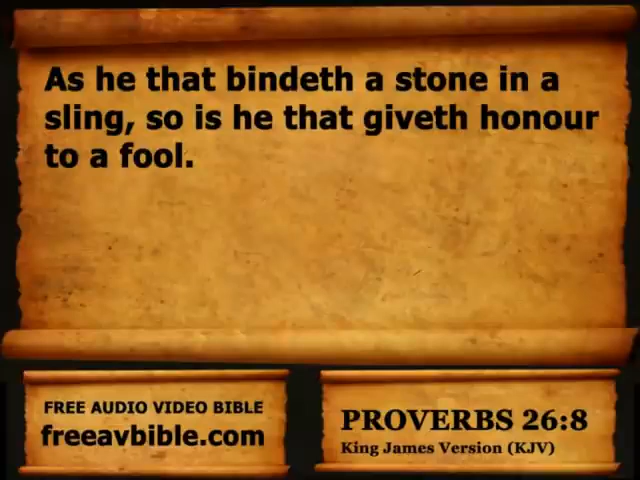 As he that bindeth a stone in a
sling, so is he that giveth honour
to a fool.
FREE AUDIO VIDEO BIBLE
freeavbible.com
PROVERBS 26:8
King James Version (KJV)